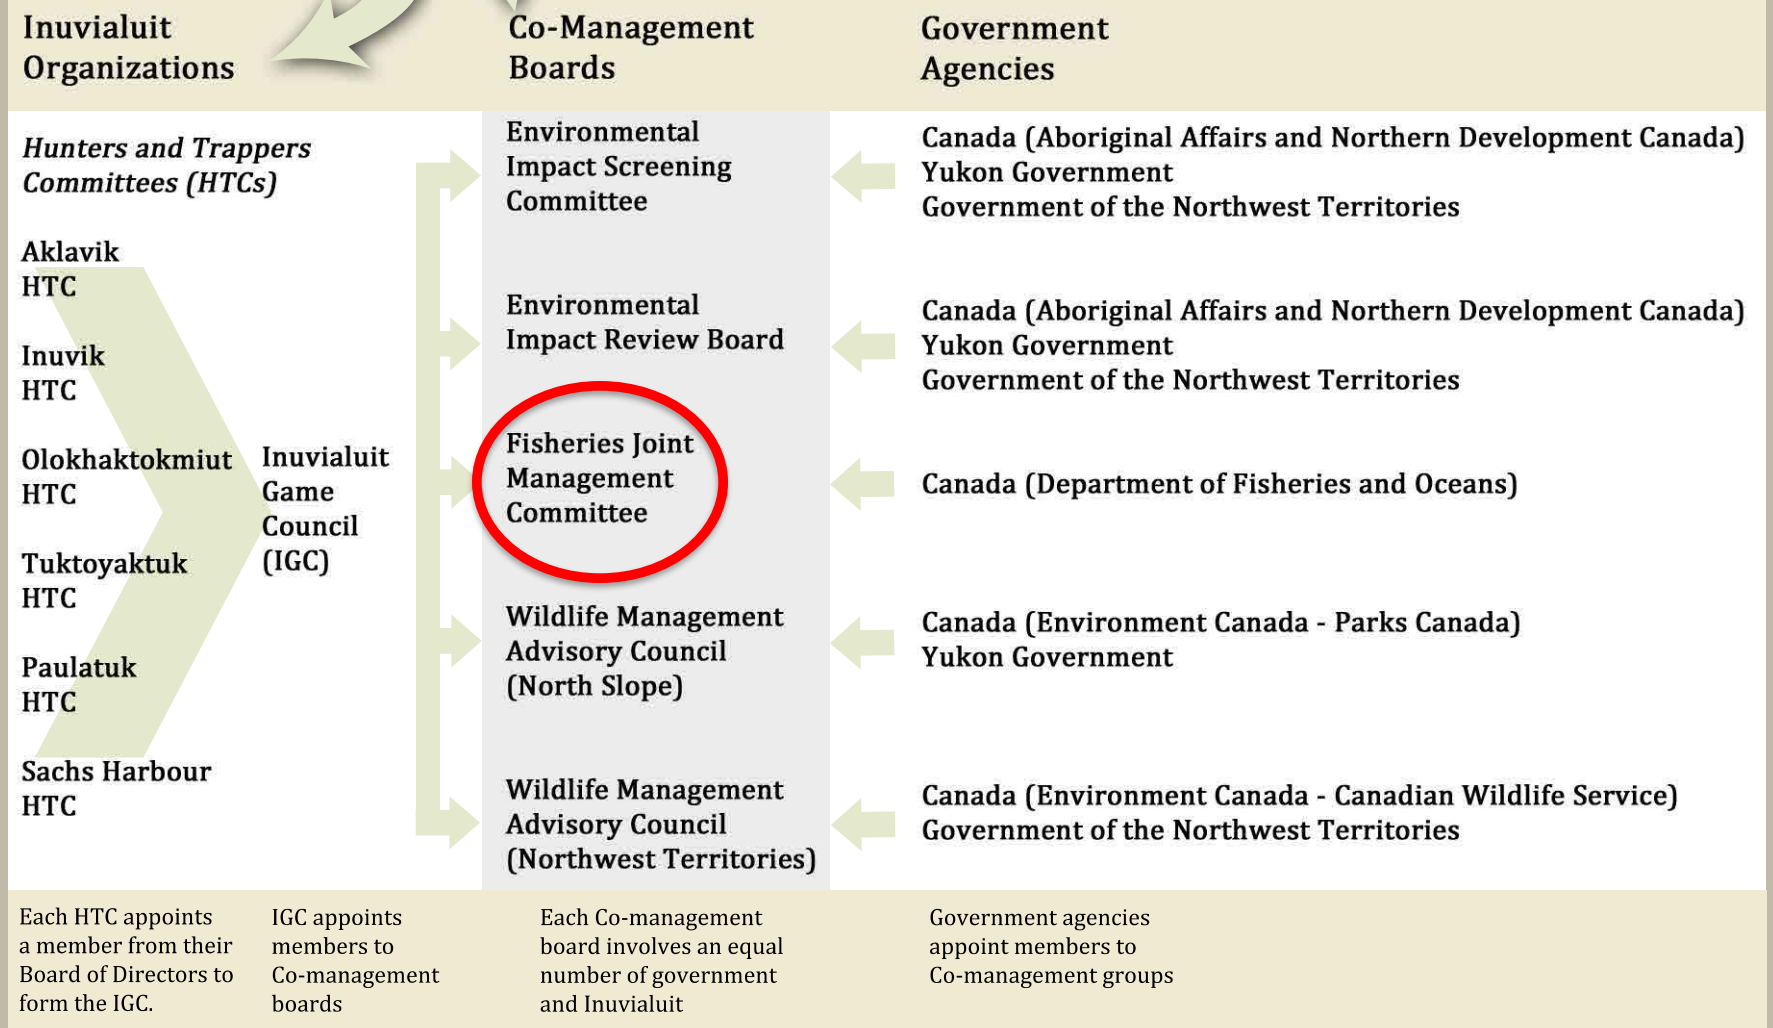 Inuvialuit
Organizations
Co-Management
Boards
Government
Agencies
Hunters and Trappers
Committees (HTCs)
Aklavik
HTC
Inuvik
HTC
Olokhaktokmiut
HTC
Tuktoyaktuk
HTC
Paulatuk
HTC
Sachs Harbour
HTC
Inuvialuit
Game
Council
(IGC)
Environmental
Impact Screening
Committee
Environmental
Impact Review Board
Fisheries Joint
Management
Committee
Wildlife Management
Advisory Council
(North Slope)
Wildlife Management
Advisory Council
(Northwest Territories)
Canada (Aboriginal Affairs and Northern Development Canada)
Yukon Government
Government of the Northwest Territories
Canada (Aboriginal Affairs and Northern Development Canada)
Yukon Government
Government of the Northwest Territories
Canada (Department of Fisheries and Oceans)
Canada (Environment Canada - Parks Canada)
Yukon Government
Canada (Environment Canada - Canadian Wildlife Service)
Government of the Northwest Territories
Each HTC appoints
a member from their
Board of Directors to
form the IGC.
IGC appoints
members to
Co-management
boards
Each Co-management
board involves an equal
number of government
and Inuvialuit
Government agencies
appoint members to
Co-management groups